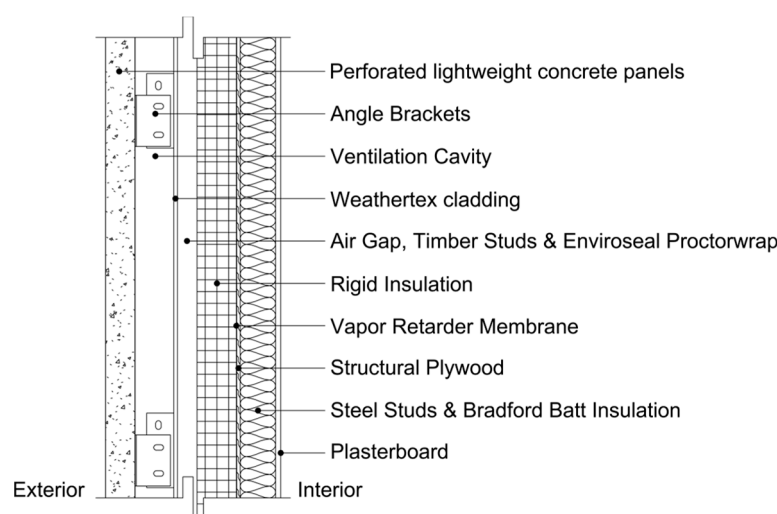 Perforated lightweight concrete panels
Angle Brackets
Ventilation Cavity
Weathertex cladding
Air Gap, Timber Studs & Enviroseal Proctorwrap
Rigid Insulation
Vapor Retarder Membrane
Structural Plywood
Steel Studs & Bradford Batt Insulation
Plasterboard
Exterior
Interior